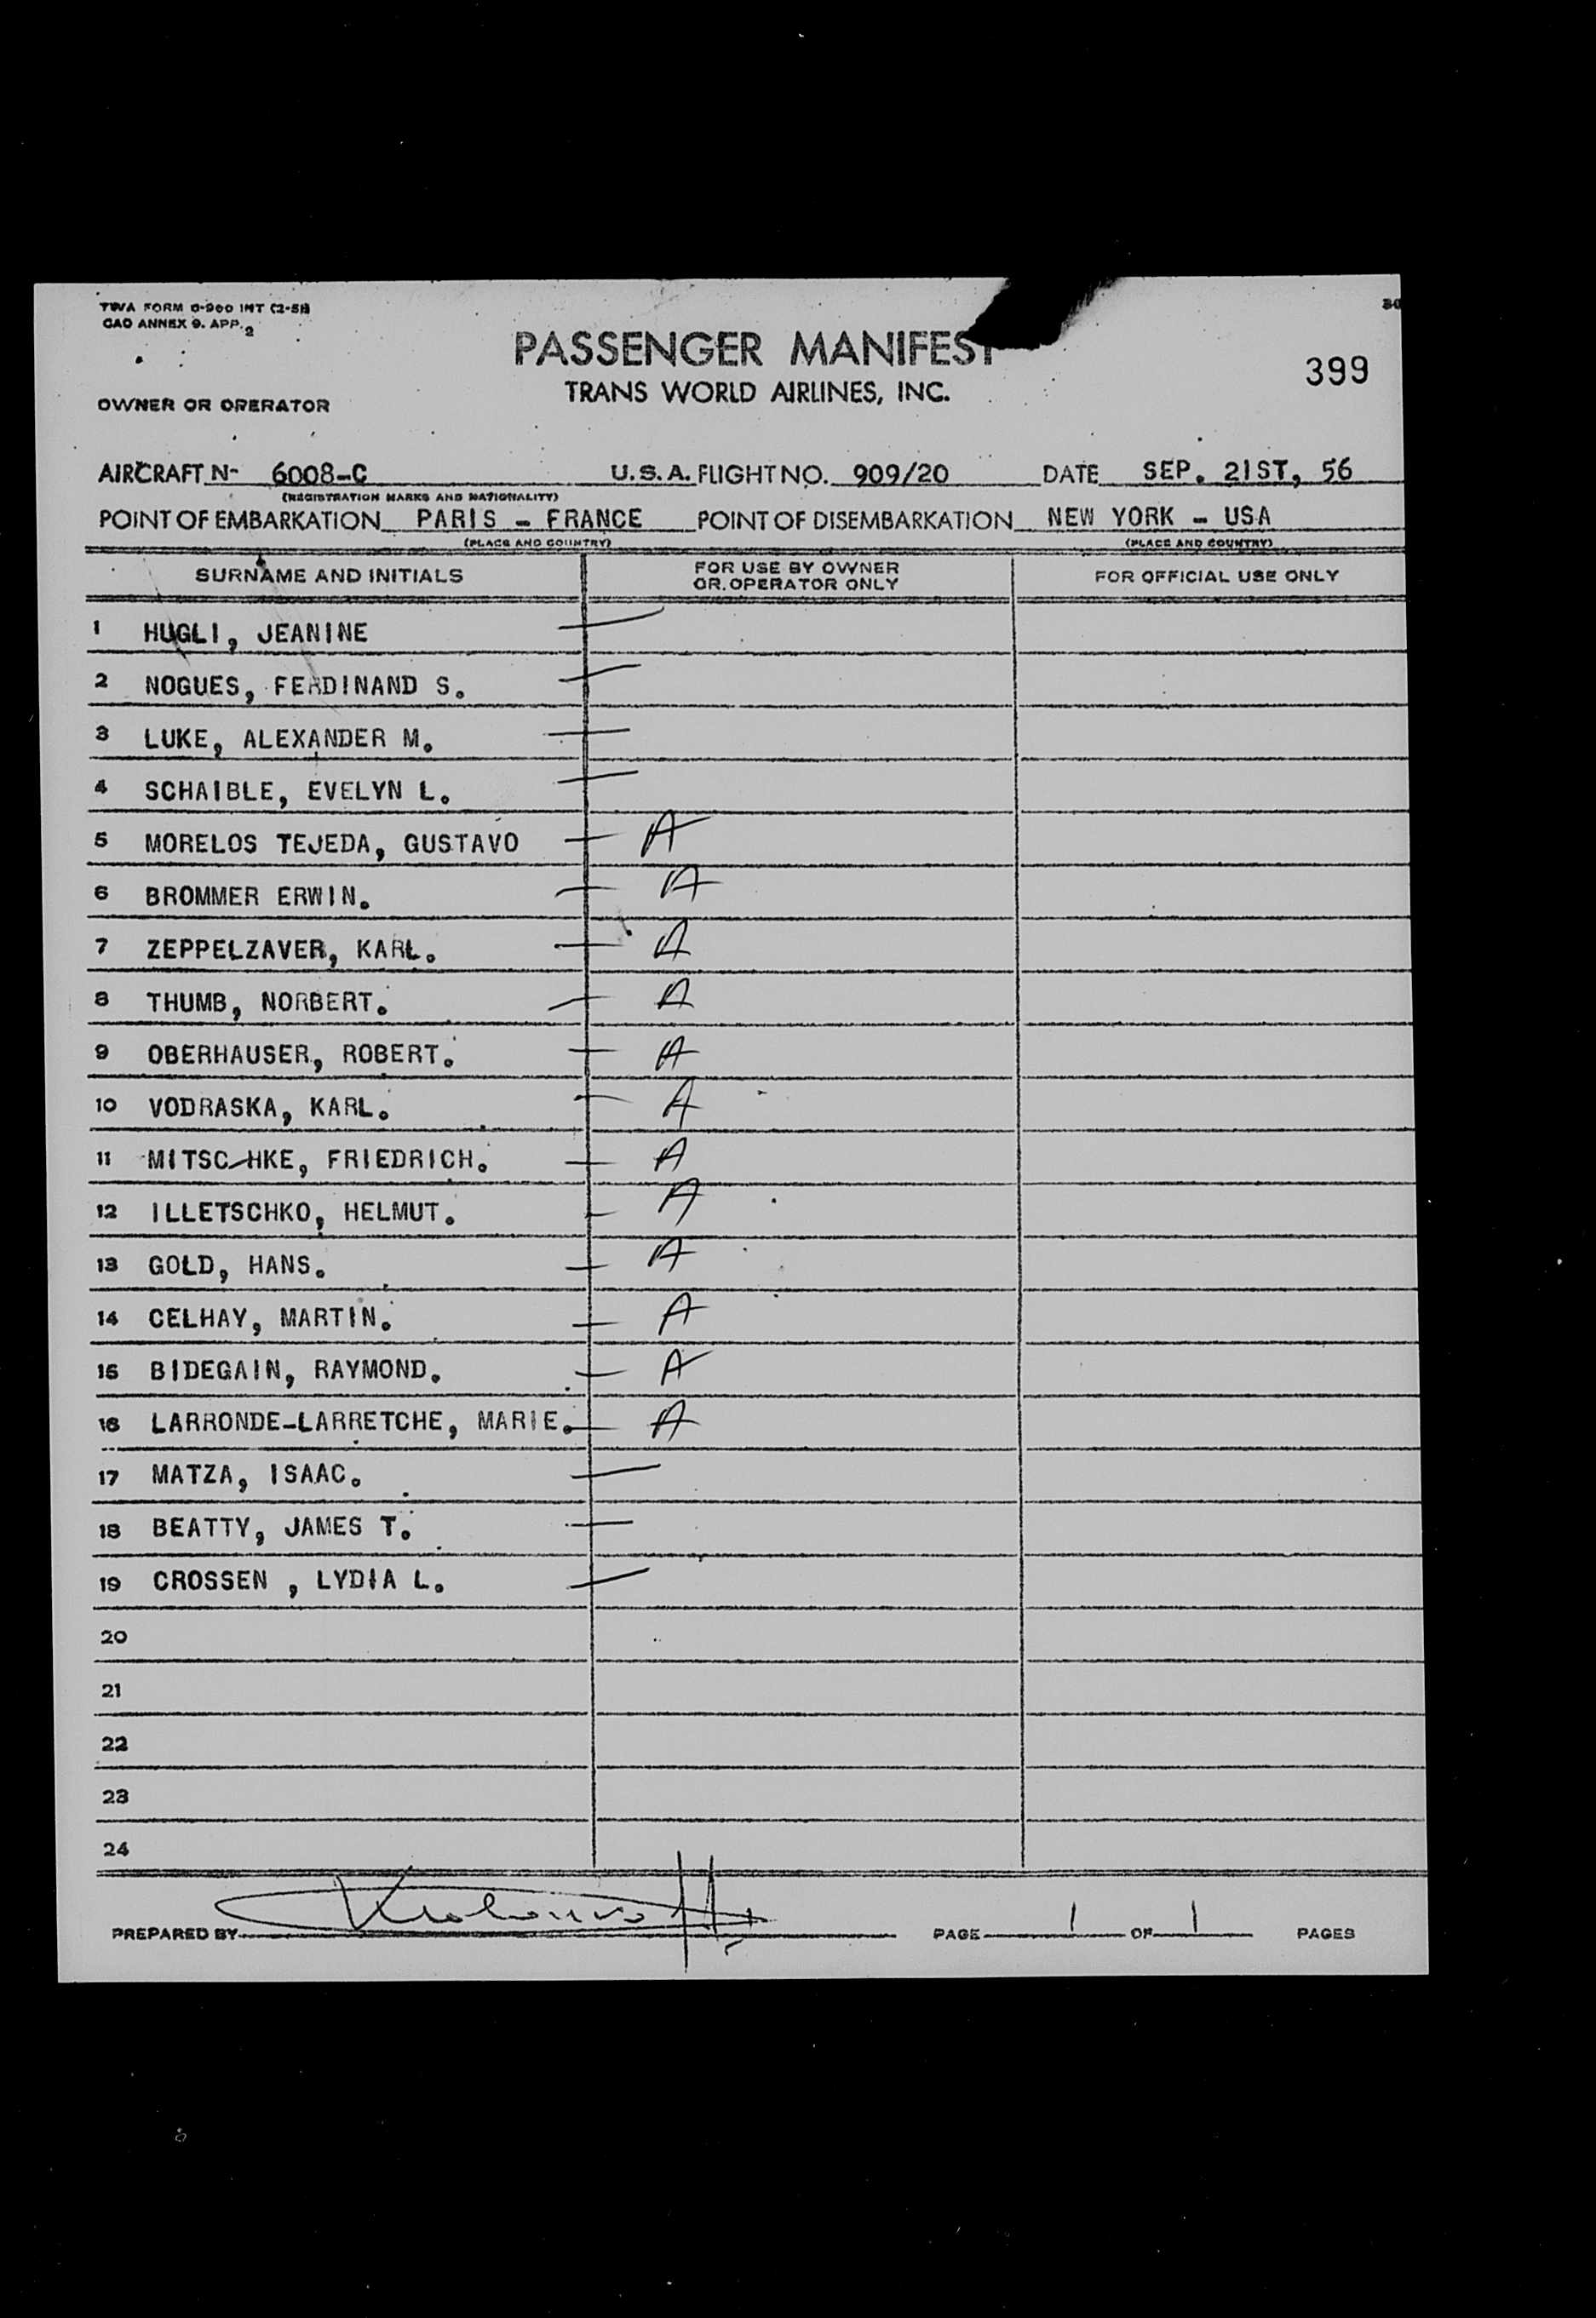 TWA FORM O-900 INT (2-51)
CAO ANNEX 9. APP. 2
PASSENGER MANIFEST
399
TRANS WORLD AIRLINES, INC.
OWNER OR OPERATOR
AIRCRAFT N- 6008-C U.S.A. FLIGHT NO. 909/20 DATE SEP. 21ST, 56
(REGISTRATION MARKS AND NATIONALITY)
POINT OF EMBARKATION PARIS - FRANCE POINT OF DISEMBARKATION NEW YORK - USA
(PLACE AND COUNTRY) (PLACE AND COUNTRY)
SURNAME AND INITIALS FOR USE BY OWNER OR OPERATOR ONLY FOR OFFICIAL USE ONLY
1 HUGLI, JEANINE
2 NOGUES, FERDINAND S.
3 LUKE, ALEXANDER M.
4 SCHAIBLE, EVELYN L.
5 MORELOS TEJEDA, GUSTAVO A
6 BROMMER ERWIN. A
7 ZEPPELZAVER, KARL. A
8 THUMB, NORBERT. A
9 OBERHAUSER, ROBERT. A
10 VODRASKA, KARL. A
11 MITSC-HKE, FRIEDRICH. A
12 ILLETSCHKO, HELMUT. A
13 GOLD, HANS. A
14 CELHAY, MARTIN. A
15 BIDEGAIN, RAYMOND. A
16 LARRONDE-LARRETCHE, MARIE. A
17 MATZA, ISAAC.
18 BEATTY, JAMES T.
19 CROSSEN , LYDIA L.
20
21
22
23
24
PREPARED BY PAGE 1 OF 1 PAGES